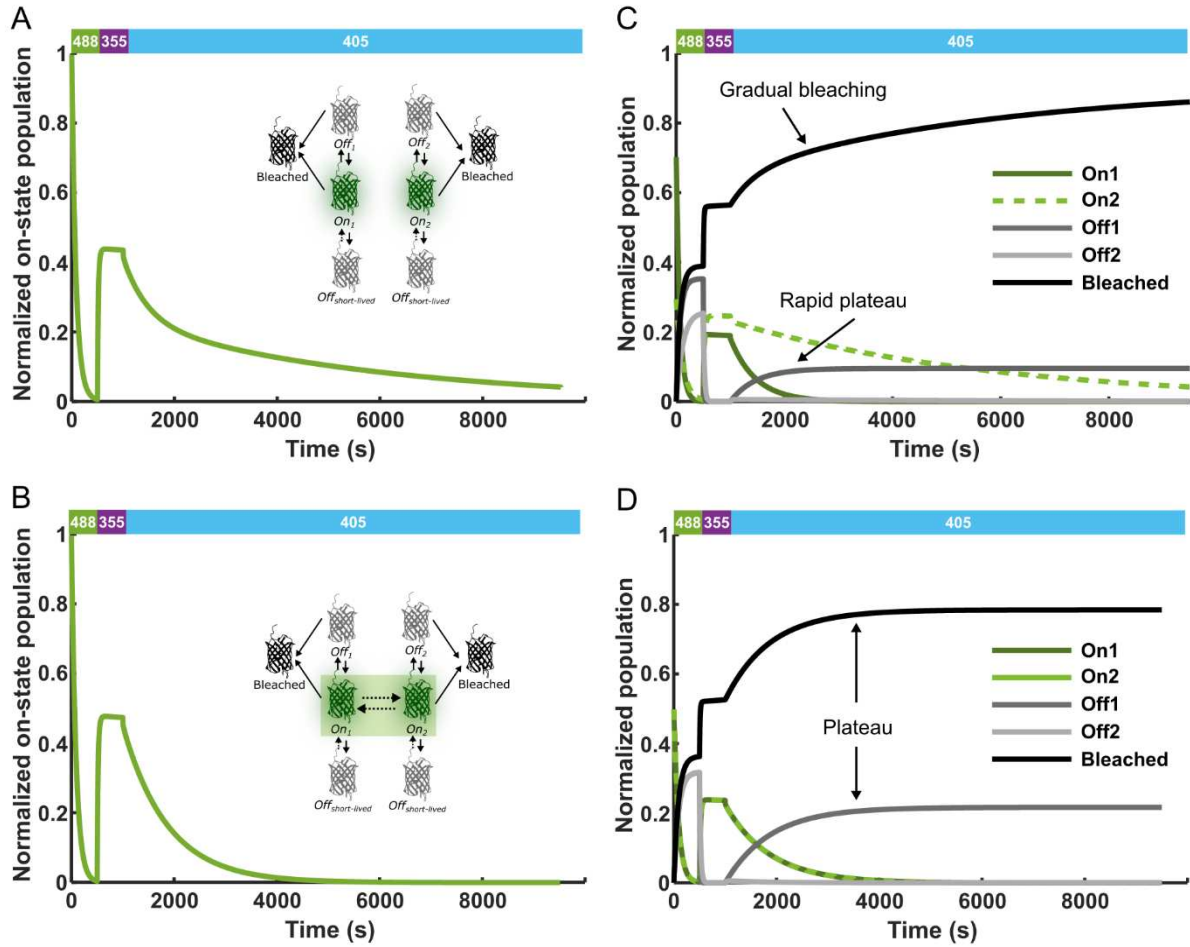 A
488 355 405
Normalized on-state population
1
0.8
0.6
0.4
0.2
0
0 2000 4000 6000 8000
Time (s)
Off1 Off2
Bleached Bleached
On1 On2
Offshort-lived Offshort-lived
B
488 355 405
Normalized on-state population
1
0.8
0.6
0.4
0.2
0
0 2000 4000 6000 8000
Time (s)
Off1 Off2
Bleached Bleached
On1 On2
Offshort-lived Offshort-lived
C
488 355 405
Normalized population
1
0.8
0.6
0.4
0.2
0
0 2000 4000 6000 8000
Time (s)
Gradual bleaching
Rapid plateau
On1
On2
Off1
Off2
Bleached
D
488 355 405
Normalized population
1
0.8
0.6
0.4
0.2
0
0 2000 4000 6000 8000
Time (s)
Plateau
On1
On2
Off1
Off2
Bleached